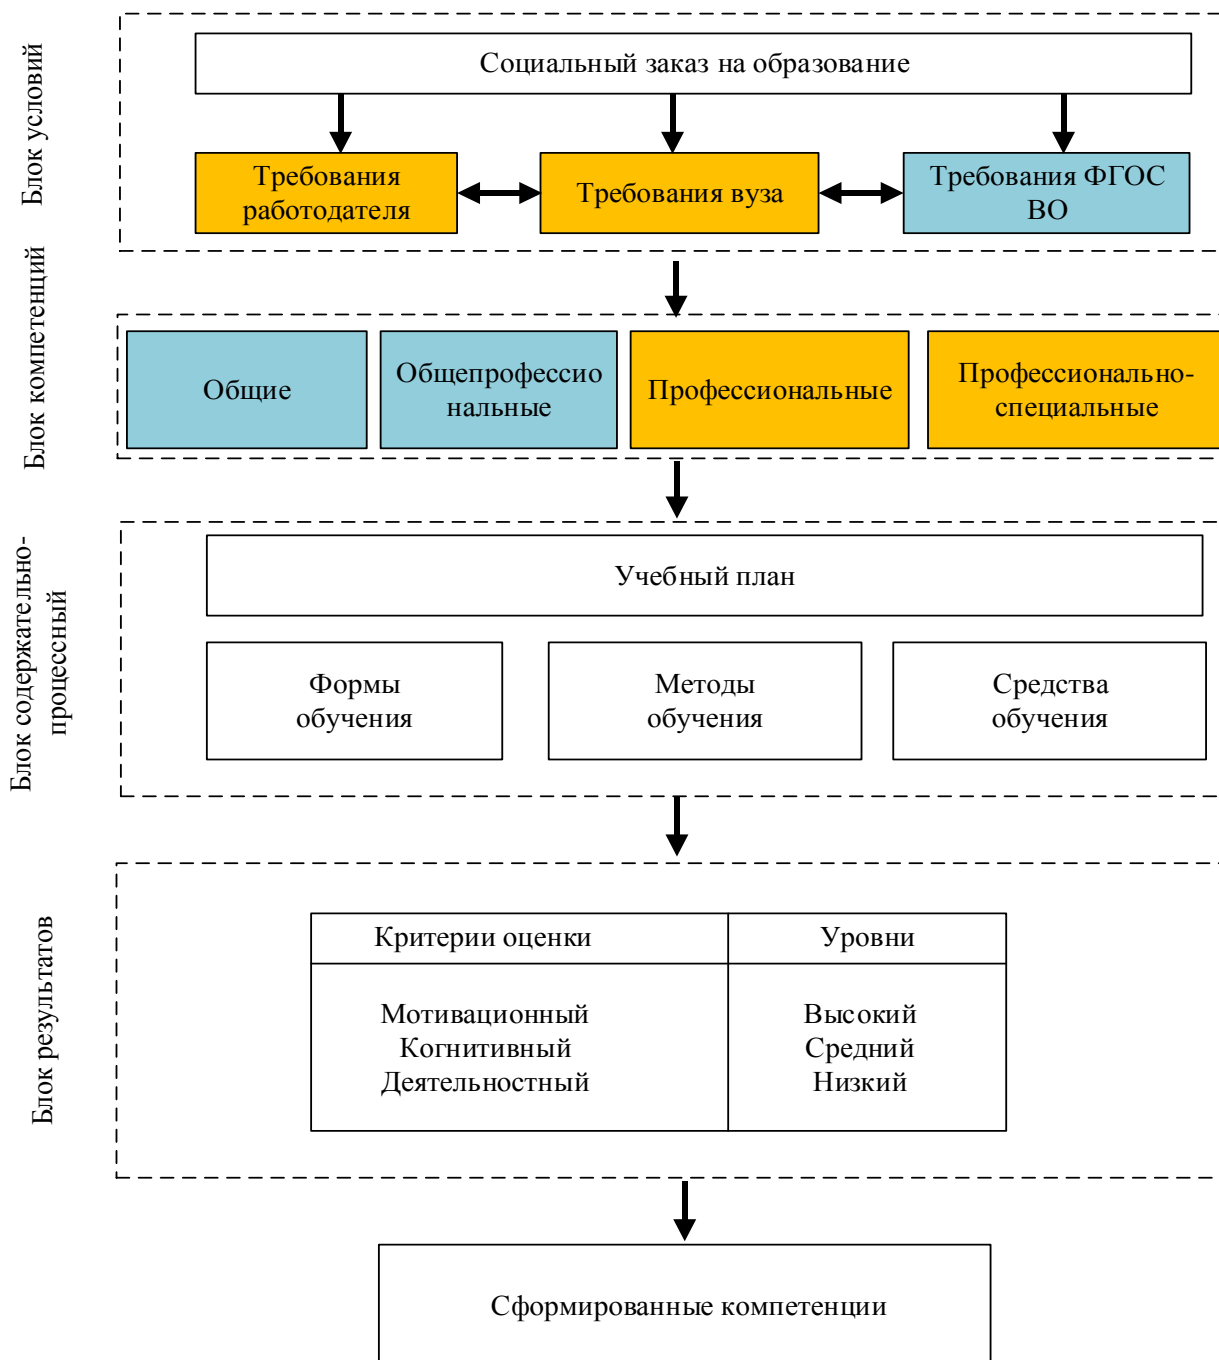 Блок условий
Социальный заказ на образование
Требования
работодателя
Требования вуза
Требования ФГОС
ВО
Блок компетенций
Общие
Общепрофессио
нальные
Профессиональные
Профессионально-
специальные
Блок содержательно-
процессный
Учебный план
Формы
обучения
Методы
обучения
Средства
обучения
Блок результатов
Критерии оценки
Уровни
Мотивационный
Когнитивный
Деятельностный
Высокий
Средний
Низкий
Сформированные компетенции